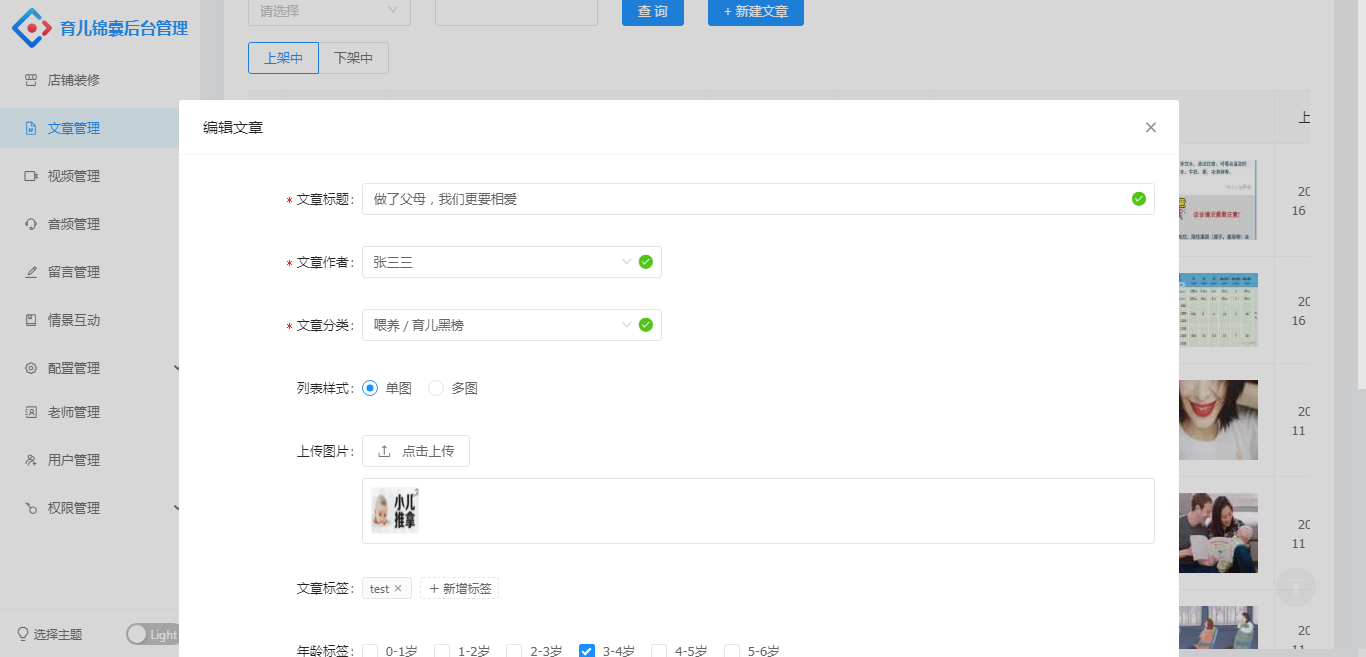 育儿锦囊后台管理
请选择
查 询
+ 新建文章
上架中
下架中
店铺装修
文章管理
视频管理
音频管理
留言管理
情景互动
配置管理
老师管理
用户管理
权限管理
选择主题
Light
编辑文章
* 文章标题:
做了父母，我们更要相爱
* 文章作者:
张三三
* 文章分类:
喂养 / 育儿黑榜
列表样式:
单图
多图
上传图片:
点击上传
小儿
推拿
文章标签:
test ×
+ 新增标签
年龄标签:
0-1岁
1-2岁
2-3岁
3-4岁
4-5岁
5-6岁
上
20
16
20
16
20
11
20
11
20
11